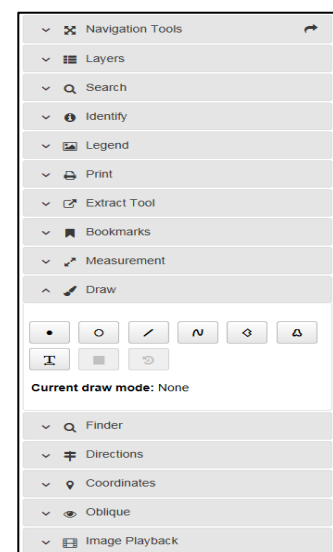 Navigation Tools
Layers
Search
Identify
Legend
Print
Extract Tool
Bookmarks
Measurement
Draw
T
Current draw mode: None
Finder
Directions
Coordinates
Oblique
Image Playback